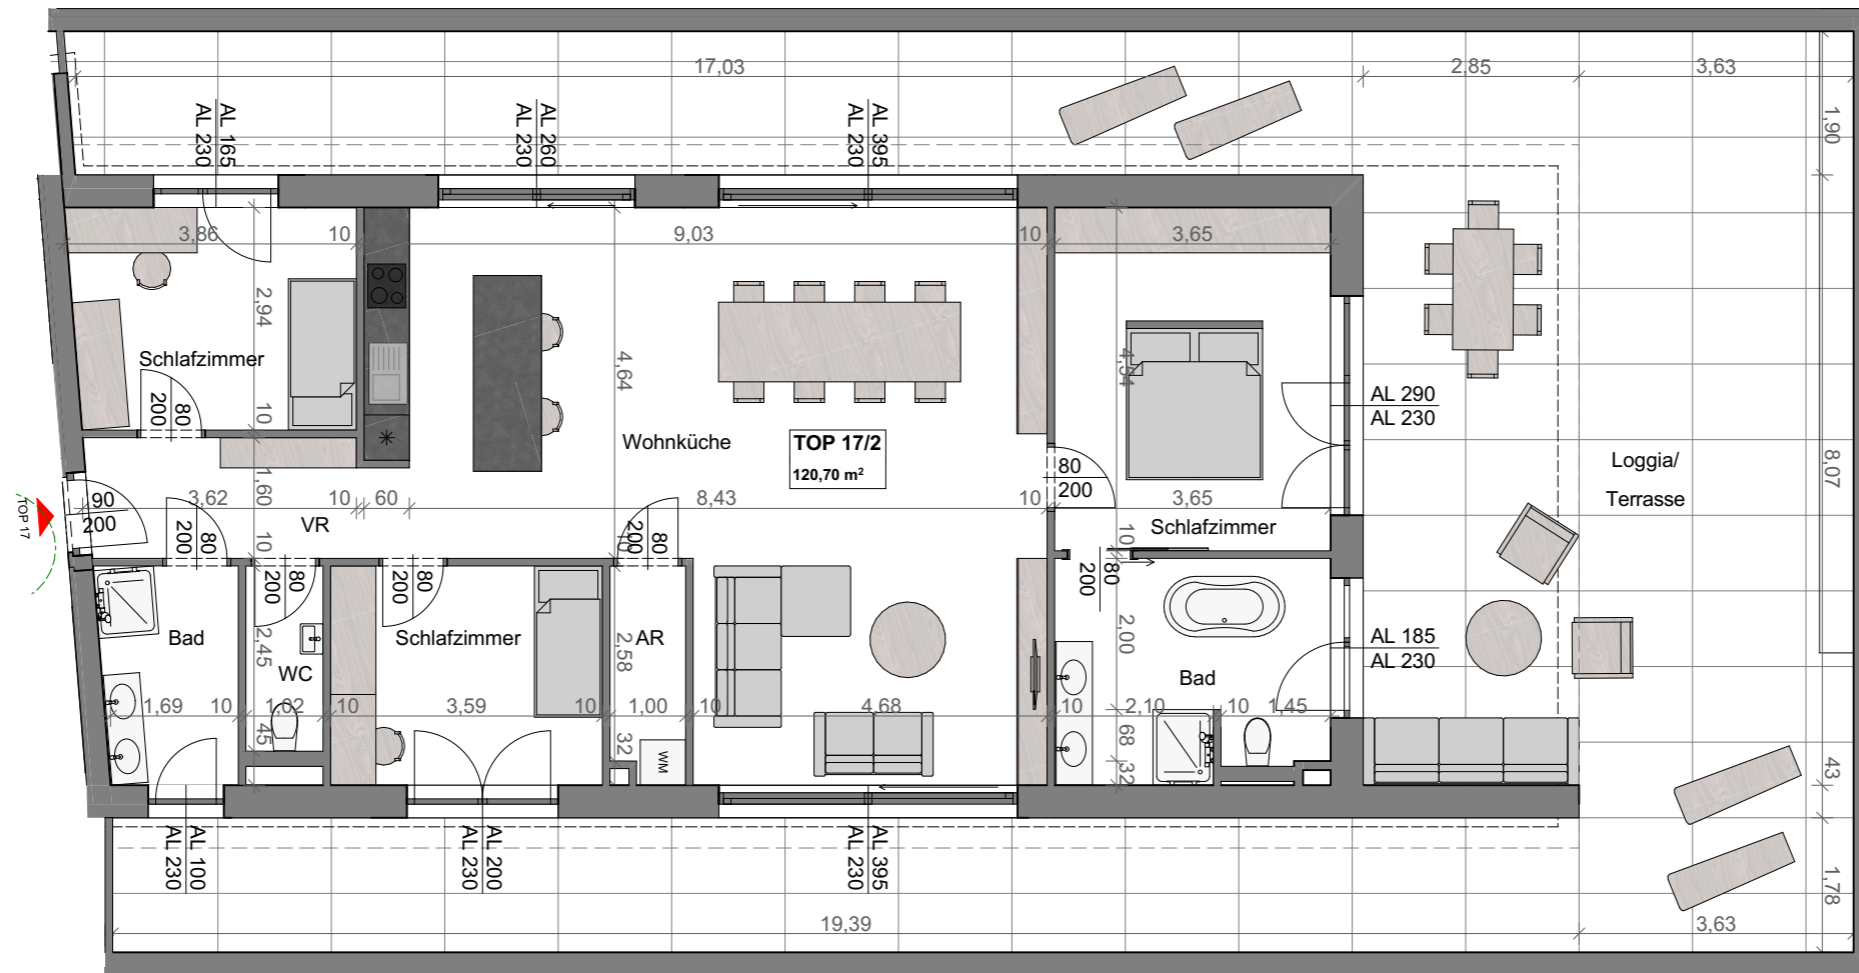 17,03
2,85
3,63
1,90
AL 165
AL 230
AL 260
AL 230
AL 395
AL 230
3,86
10
9,03
10
3,65
2,94
4,64
4,54
Schlafzimmer
80
200
10
Wohnküche
TOP 17/2
120,70 m²
AL 290
AL 230
Loggia/
Terrasse
8,07
TOP 17
90
200
3,62
1,60
10
60
8,43
10
80
200
3,65
VR
Schlafzimmer
10
80
200
10
80
200
80
200
10
80
200
10
80
200
Bad
2,45
WC
Schlafzimmer
2,58
AR
2,00
Bad
AL 185
AL 230
1,69
10
1,62
10
3,59
10
1,00
10
4,68
10
2,10
10
1,45
45
32
WM
68
32
43
AL 100
AL 230
AL 200
AL 230
AL 395
AL 230
1,78
19,39
3,63